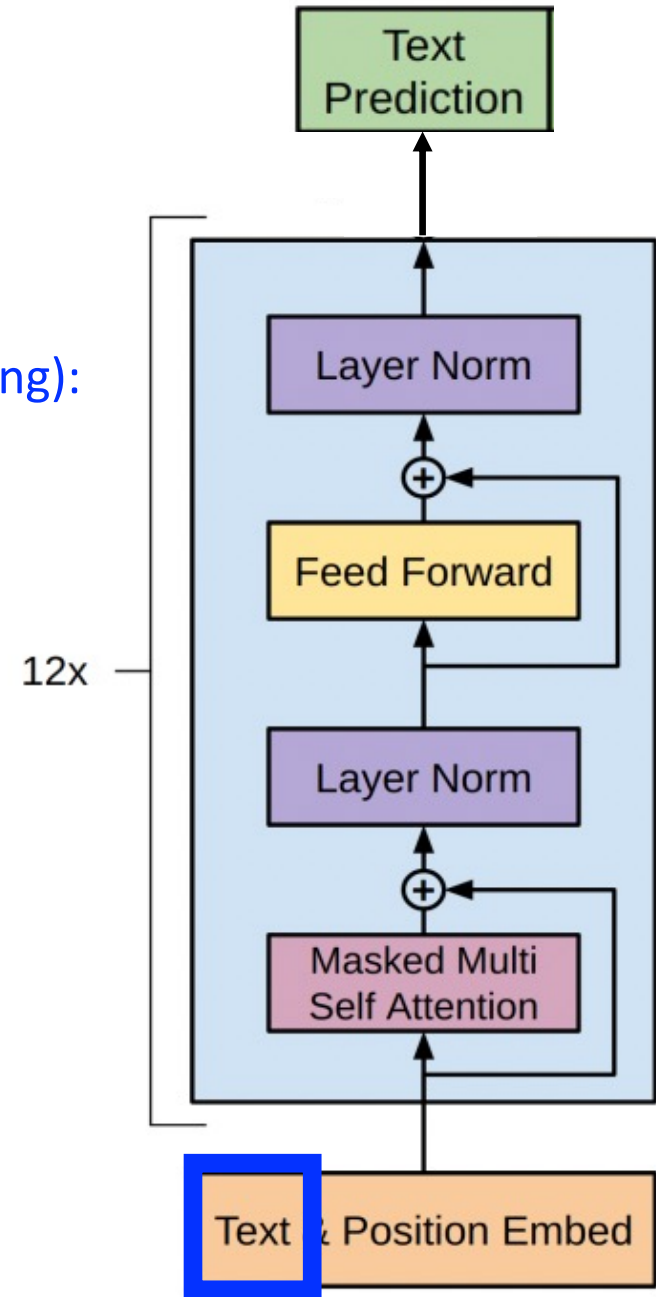 Text
Prediction
Layer Norm
ng):
+
Feed Forward
12x
Layer Norm
+
Masked Multi
Self Attention
Text & Position Embed